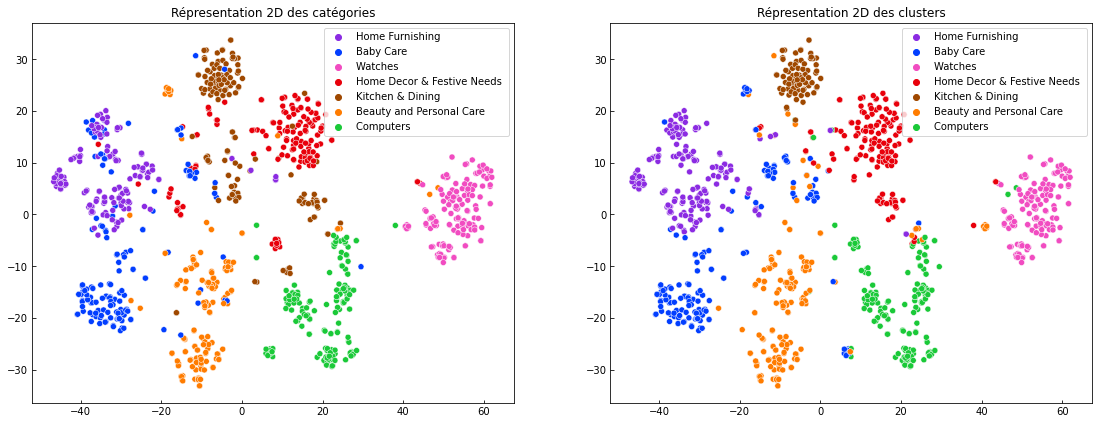 Réprésentation 2D des catégories
Home Furnishing
Baby Care
Watches
Home Decor & Festive Needs
Kitchen & Dining
Beauty and Personal Care
Computers
30
20
10
0
−10
−20
−30
−40
−20
0
20
40
60
Réprésentation 2D des clusters
Home Furnishing
Baby Care
Watches
Home Decor & Festive Needs
Kitchen & Dining
Beauty and Personal Care
Computers
30
20
10
0
−10
−20
−30
−40
−20
0
20
40
60